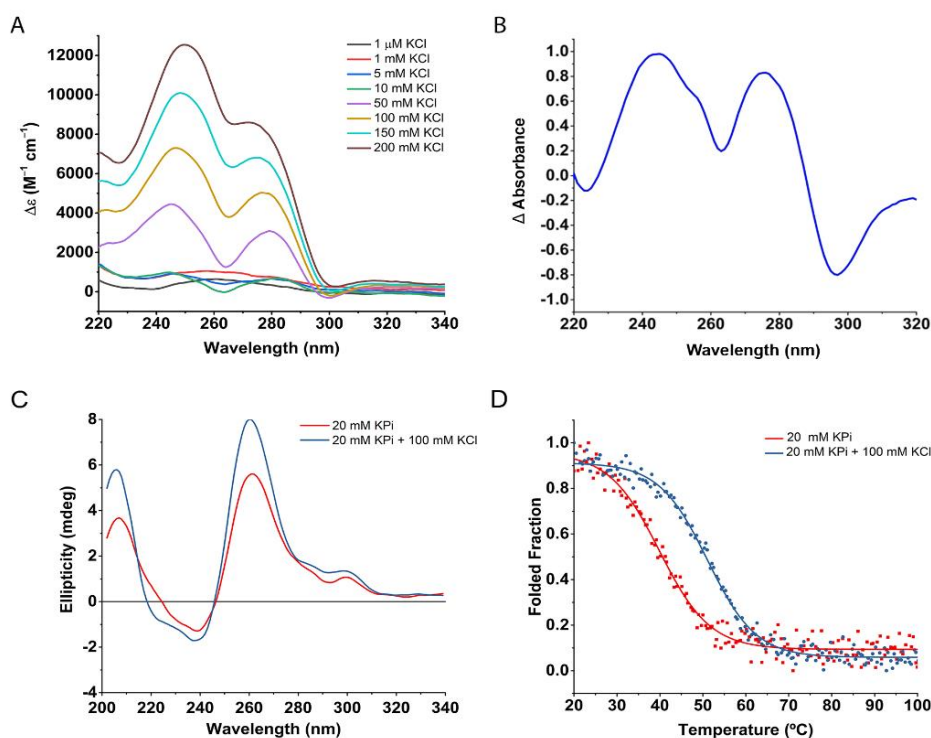 A
Δε (M⁻¹ cm⁻¹)
12000
10000
8000
6000
4000
2000
0
1 μM KCl
1 mM KCl
5 mM KCl
10 mM KCl
50 mM KCl
100 mM KCl
150 mM KCl
200 mM KCl
220 240 260 280 300 320 340
Wavelength (nm)
B
Δ Absorbance
1.0
0.8
0.6
0.4
0.2
0.0
-0.2
-0.4
-0.6
-0.8
-1.0
220 240 260 280 300 320
Wavelength (nm)
C
Ellipticity (mdeg)
8
6
4
2
0
-2
-4
20 mM KPi
20 mM KPi + 100 mM KCl
200 220 240 260 280 300 320 340
Wavelength (nm)
D
Folded Fraction
1.0
0.8
0.6
0.4
0.2
0.0
20 mM KPi
20 mM KPi + 100 mM KCl
20 30 40 50 60 70 80 90 100
Temperature (ºC)